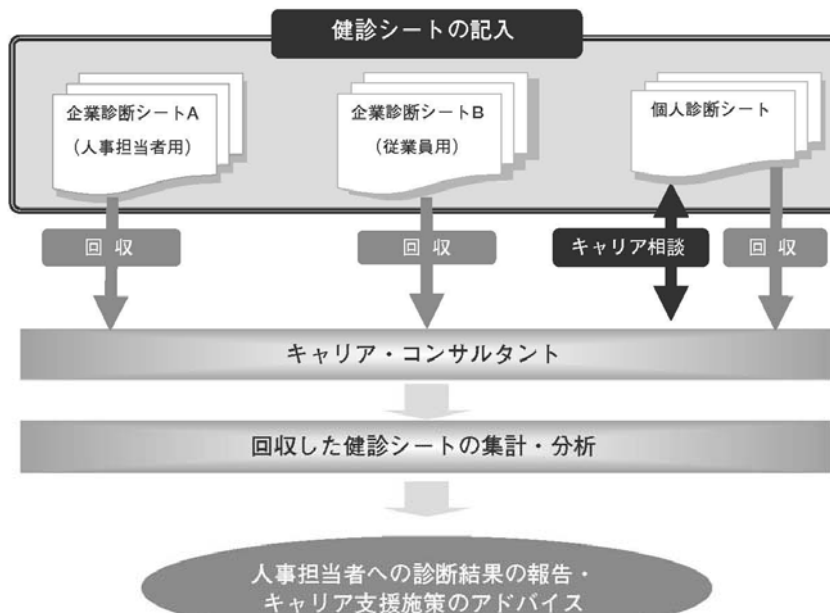 健診シートの記入
企業診断シートA
(人事担当者用)
企業診断シートB
(従業員用)
個人診断シート
回 収
回 収
キャリア相談
回 収
キャリア・コンサルタント
回収した健診シートの集計・分析
人事担当者への診断結果の報告・
キャリア支援施策のアドバイス